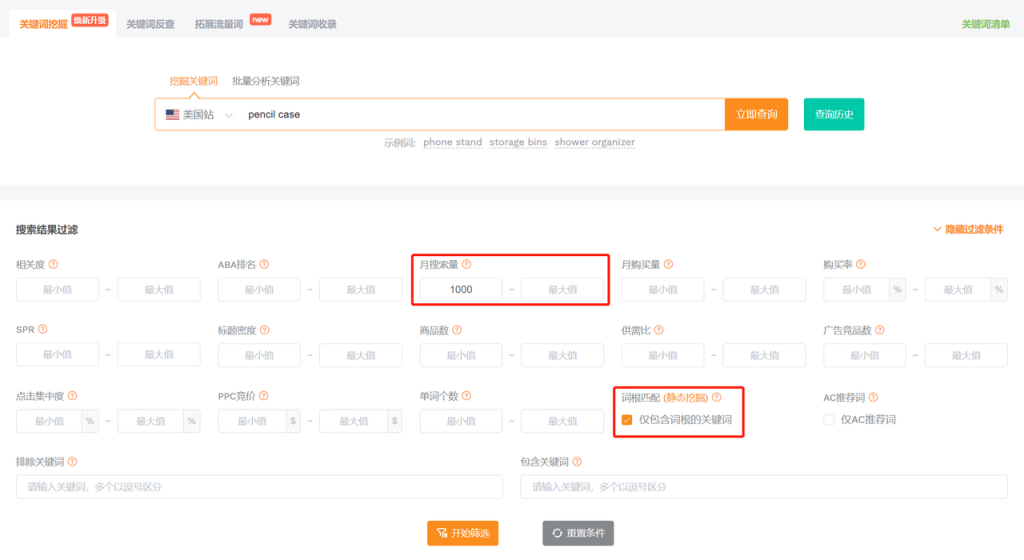 关键词挖掘 焕新升级 关键词反查 拓展流量词 new 关键词收录 关键词清单
挖掘关键词 批量分析关键词
美国站 pencil case 立即查询 查询历史
示例词: phone stand storage bins shower organizer
搜索结果过滤 隐藏过滤条件
相关度 ABA排名 月搜索量 月购买量 购买率
最小值 ~ 最大值 最小值 ~ 最大值 1000 ~ 最大值 最小值 ~ 最大值 最小值 % ~ 最大值 %
SPR 标题密度 商品数 供需比 广告竞品数
最小值 ~ 最大值 最小值 ~ 最大值 最小值 ~ 最大值 最小值 ~ 最大值 最小值 ~ 最大值
点击集中度 PPC竞价 单词个数 词根匹配 (静态挖掘) AC推荐词
最小值 % ~ 最大值 % 最小值 $ ~ 最大值 $ 最小值 ~ 最大值 仅包含词根的关键词 仅AC推荐词
排除关键词 包含关键词
请输入关键词，多个以逗号区分 请输入关键词，多个以逗号区分
开始筛选 重置条件